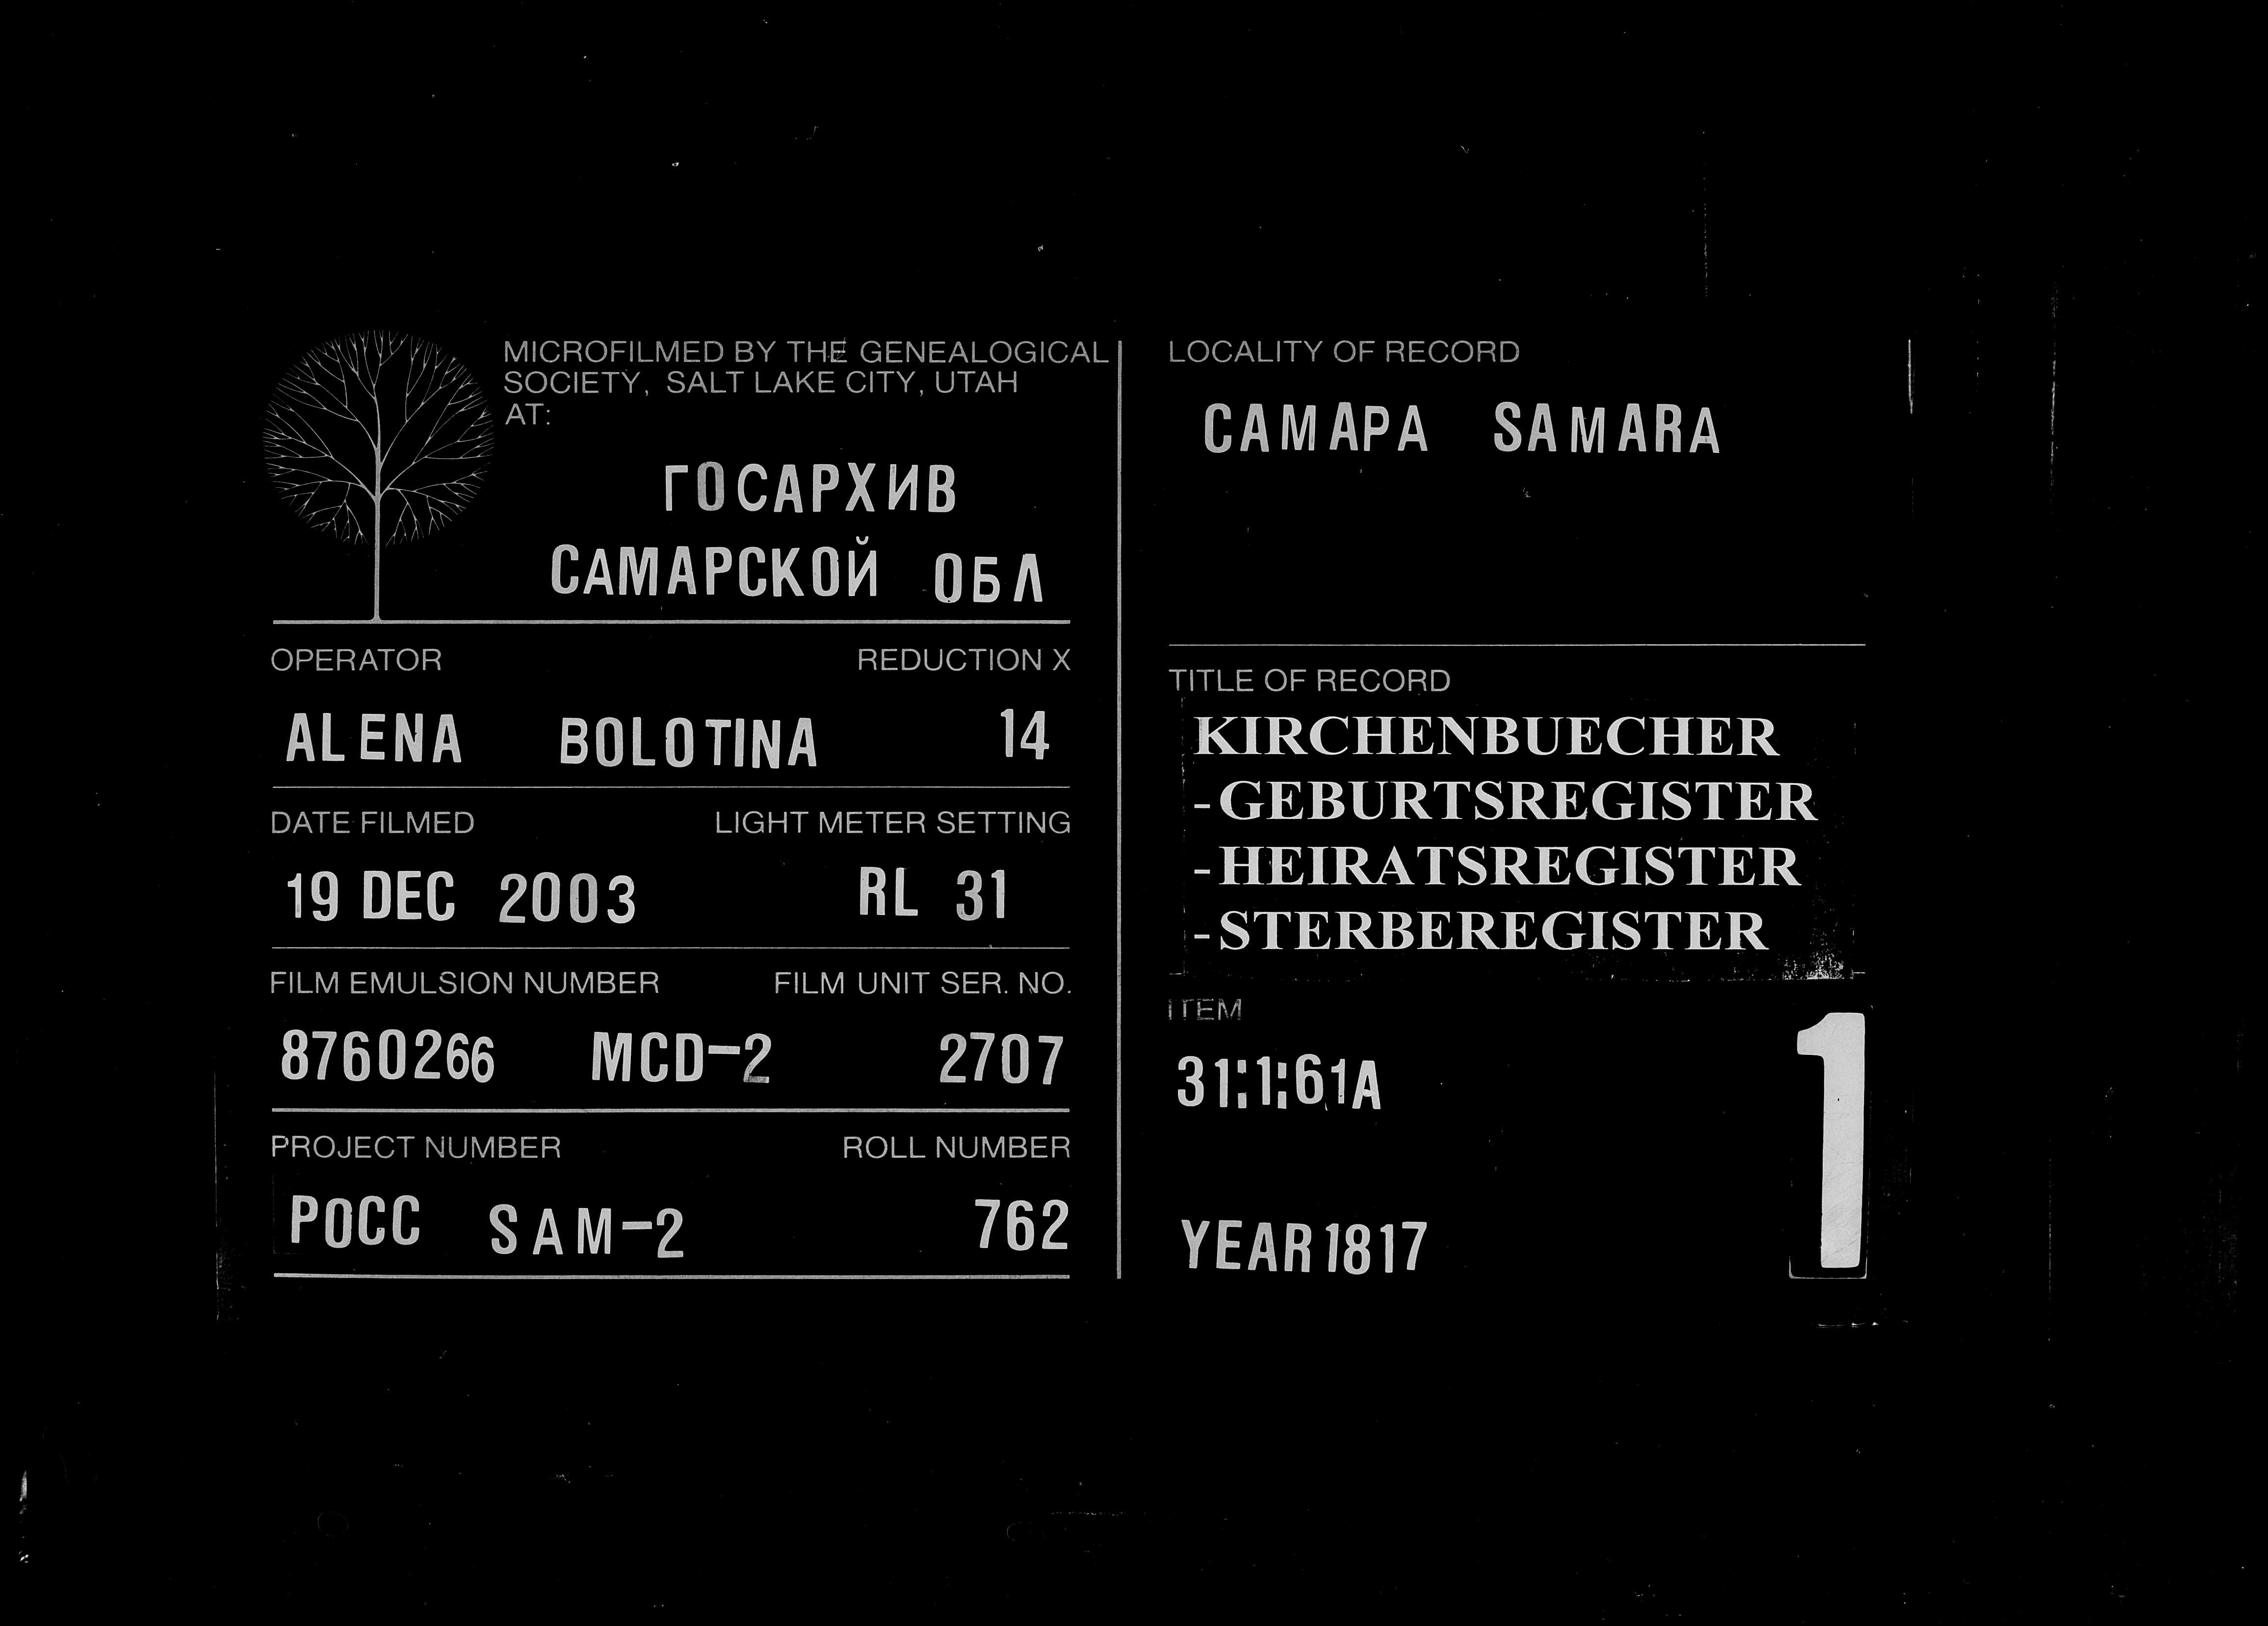 MICROFILMED BY THE GENEALOGICAL
SOCIETY, SALT LAKE CITY, UTAH
AT:
ГОСАРХИВ
САМАРСКОЙ ОБЛ
OPERATOR REDUCTION X
ALENA BOLOTINA 14
DATE FILMED LIGHT METER SETTING
19 DEC 2003 RL 31
FILM EMULSION NUMBER FILM UNIT SER. NO.
8760266 MCD-2 2707
PROJECT NUMBER ROLL NUMBER
РОСС SAM-2 762
LOCALITY OF RECORD
САМАРА SAMARA
TITLE OF RECORD
KIRCHENBUECHER
-GEBURTSREGISTER
-HEIRATSREGISTER
-STERBEREGISTER
ITEM
31:1:61A
YEAR 1817
1